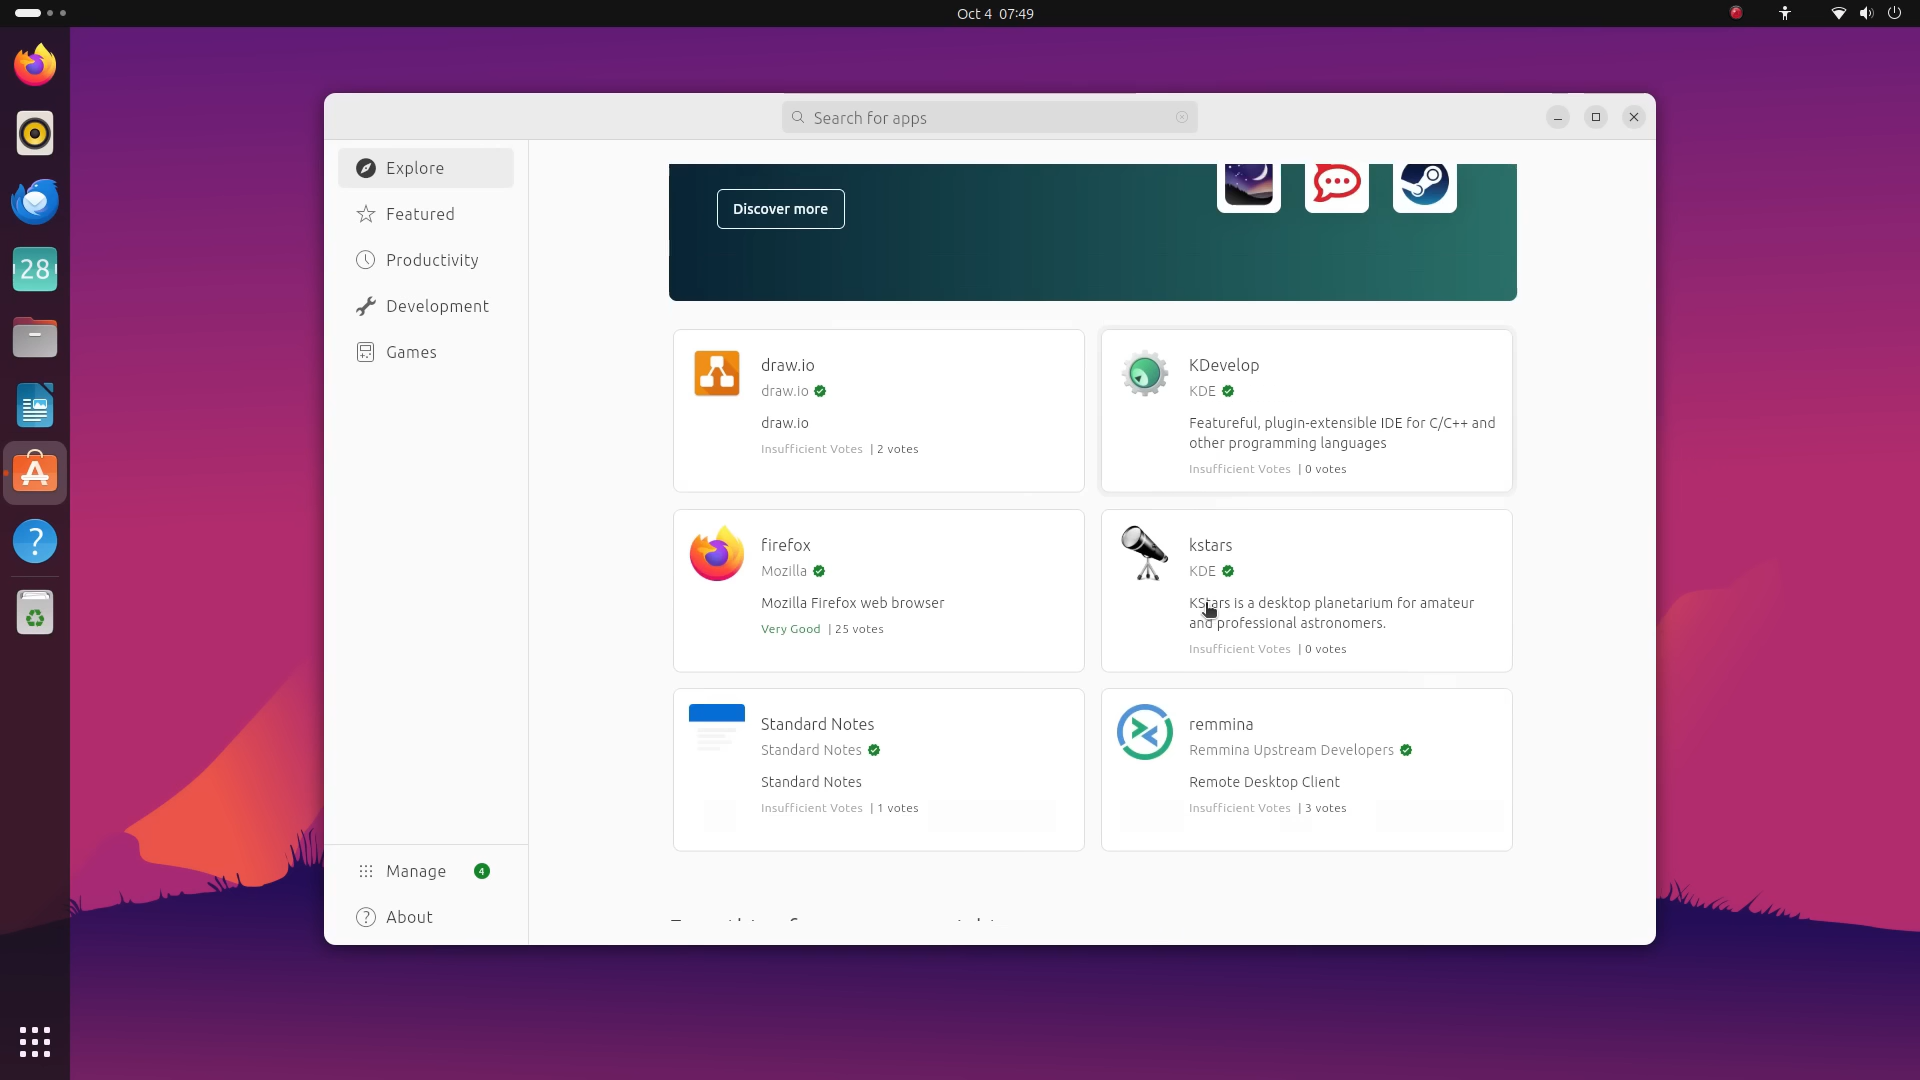 Oct 4 07:49
Search for apps
Explore
Featured
Productivity
Development
Games
Manage 4
About
Discover more
draw.io
draw.io
draw.io
Insufficient Votes | 2 votes
KDevelop
KDE
Featureful, plugin-extensible IDE for C/C++ and
other programming languages
Insufficient Votes | 0 votes
firefox
Mozilla
Mozilla Firefox web browser
Very Good | 25 votes
kstars
KDE
KStars is a desktop planetarium for amateur
and professional astronomers.
Insufficient Votes | 0 votes
Standard Notes
Standard Notes
Standard Notes
Insufficient Votes | 1 votes
remmina
Remmina Upstream Developers
Remote Desktop Client
Insufficient Votes | 3 votes
28